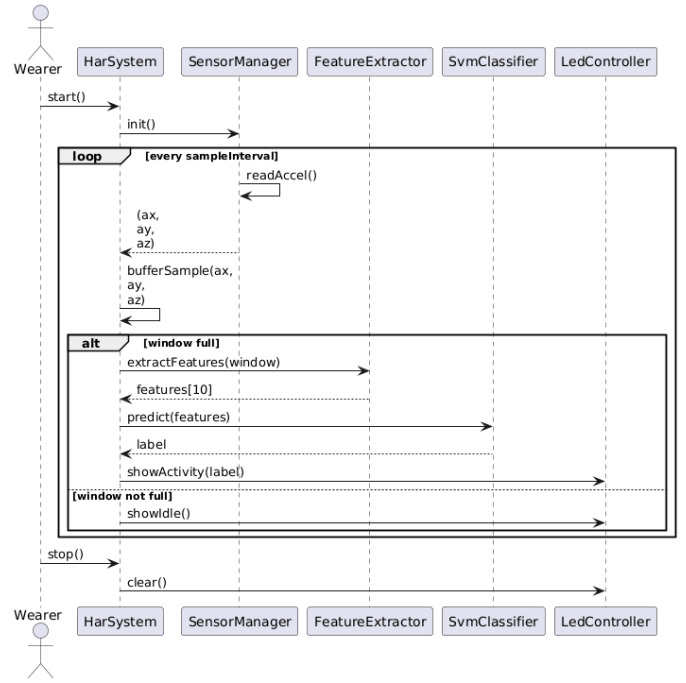 Wearer
HarSystem SensorManager FeatureExtractor SvmClassifier LedController
start()
init()
loop [every sampleInterval]
readAccel()
(ax,
ay,
az)
bufferSample(ax,
ay,
az)
alt [window full]
extractFeatures(window)
features[10]
predict(features)
label
showActivity(label)
[window not full]
showIdle()
stop()
clear()
Wearer
HarSystem SensorManager FeatureExtractor SvmClassifier LedController